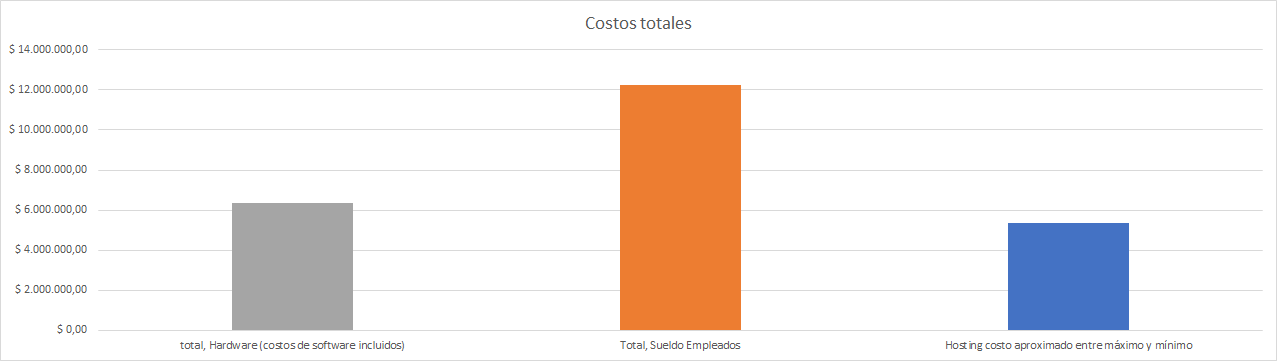 Costos totales
$ 14.000.000,00
$ 12.000.000,00
$ 10.000.000,00
$ 8.000.000,00
$ 6.000.000,00
$ 4.000.000,00
$ 2.000.000,00
$ 0,00
total, Hardware (costos de software incluidos)
Total, Sueldo Empleados
Hosting costo aproximado entre máximo y mínimo